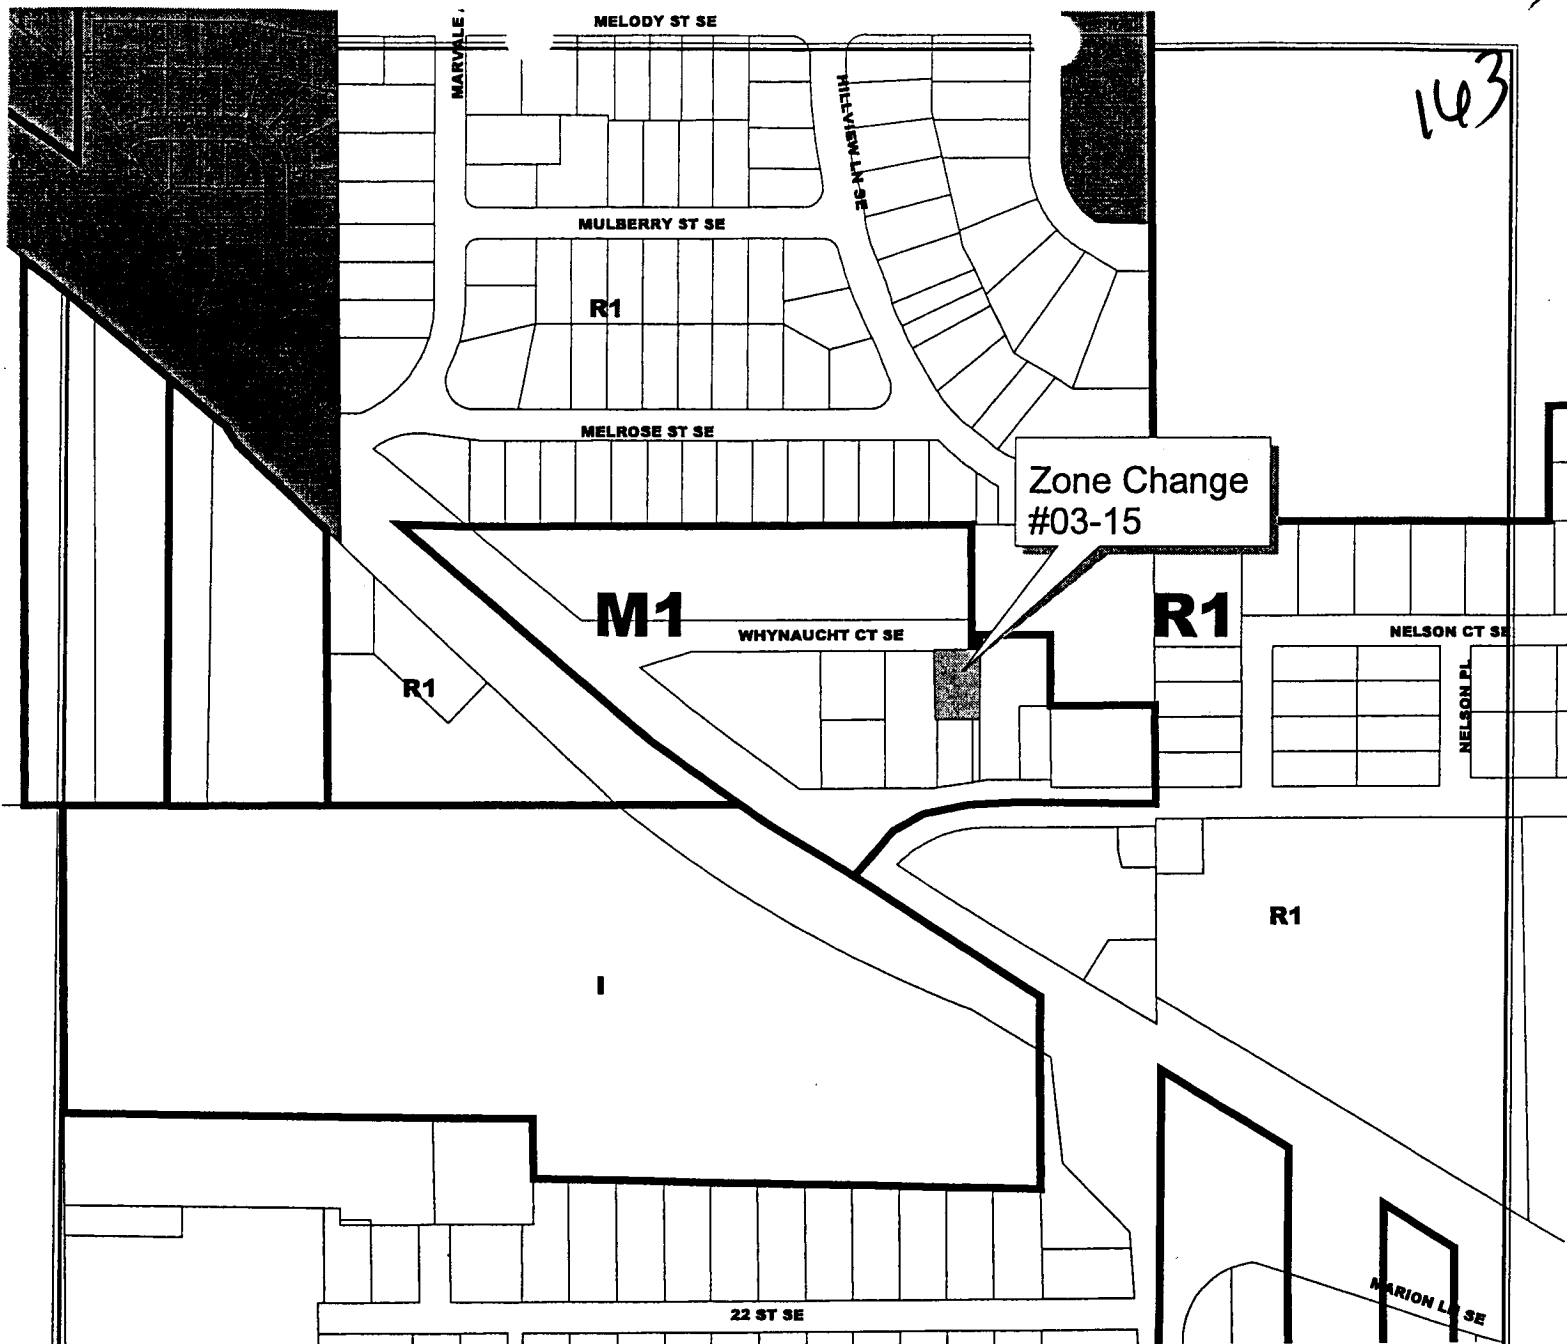 MELODY ST SE
MARVALE
HILLVIEW LN SE
163
MULBERRY ST SE
R1
MELROSE ST SE
Zone Change
#03-15
M1
R1
WHYNAUCHT CT SE
NELSON CT SE
R1
NELSON PL
R1
I
MARION LN SE
22 ST SE